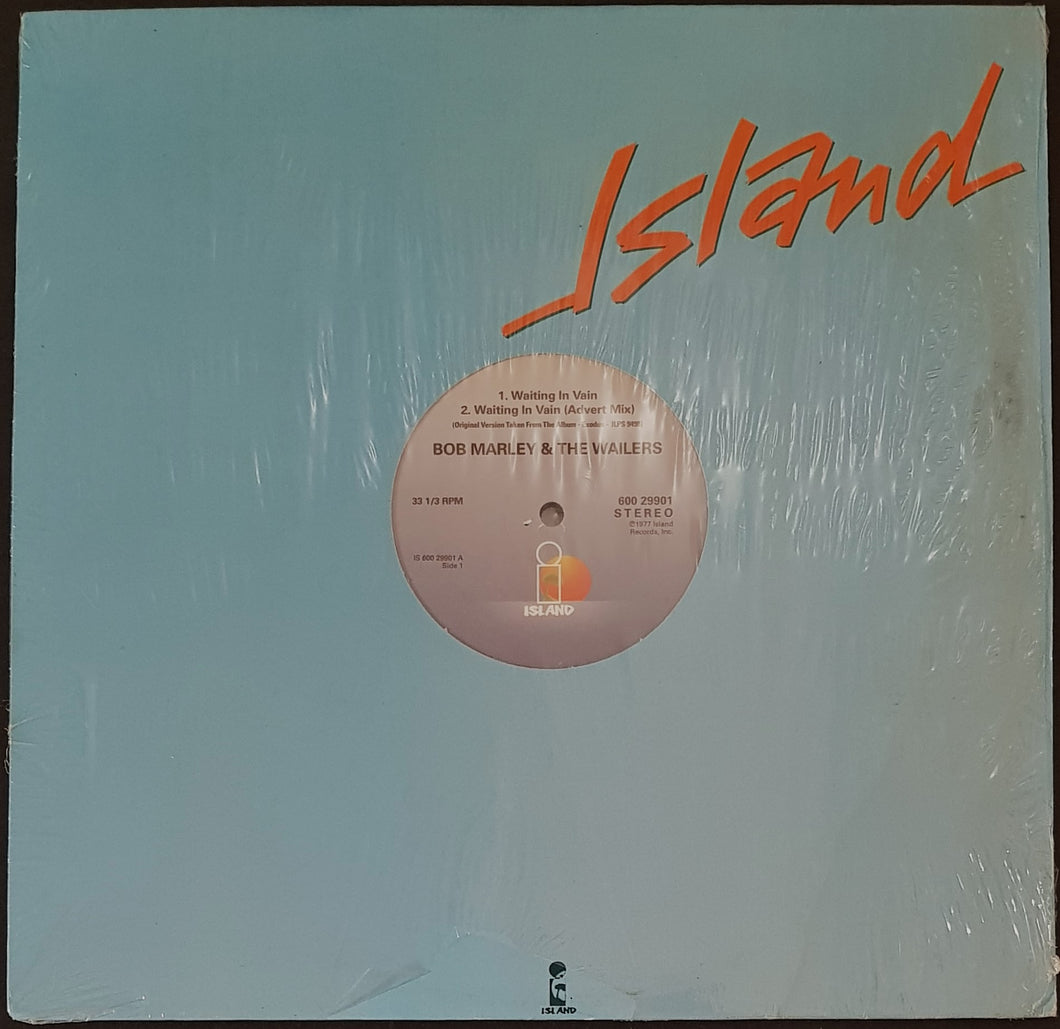 Island
1. Waiting In Vain
2. Waiting In Vain (Advert Mix)
(Original Version Taken From The Album - Exodus - ILPS 9498)
BOB MARLEY & THE WAILERS
33 1/3 RPM
600 29901
STEREO
℗1977 Island
Records, Inc.
IS 600 29901 A
Side 1
ISLAND
ISLAND